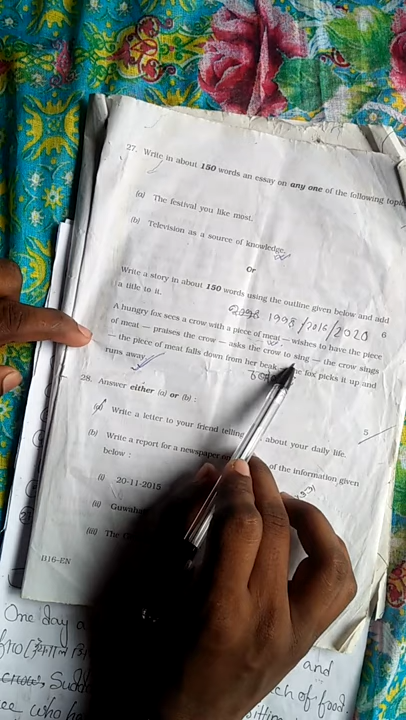 27. Write in about 150 words an essay on any one of the following topic
(a) The festival you like most.
(b) Television as a source of knowledge.
Or
Write a story in about 150 words using the outline given below and add
a title to it.
1998/2016/2020 6
A hungry fox sees a crow with a piece of meat — wishes to have the piece
of meat — praises the crow — asks the crow to sing — the crow sings
— the piece of meat falls down from her beak fox picks it up and
runs away.
28. Answer either (a) or (b) :
5
(a) Write a letter to your friend telling about your daily life.
(b) Write a report for a newspaper on of the information given
below :
(i) 20-11-2015
(ii) Guwaha
(iii) The
B16-EN
One day a
and
of food
who